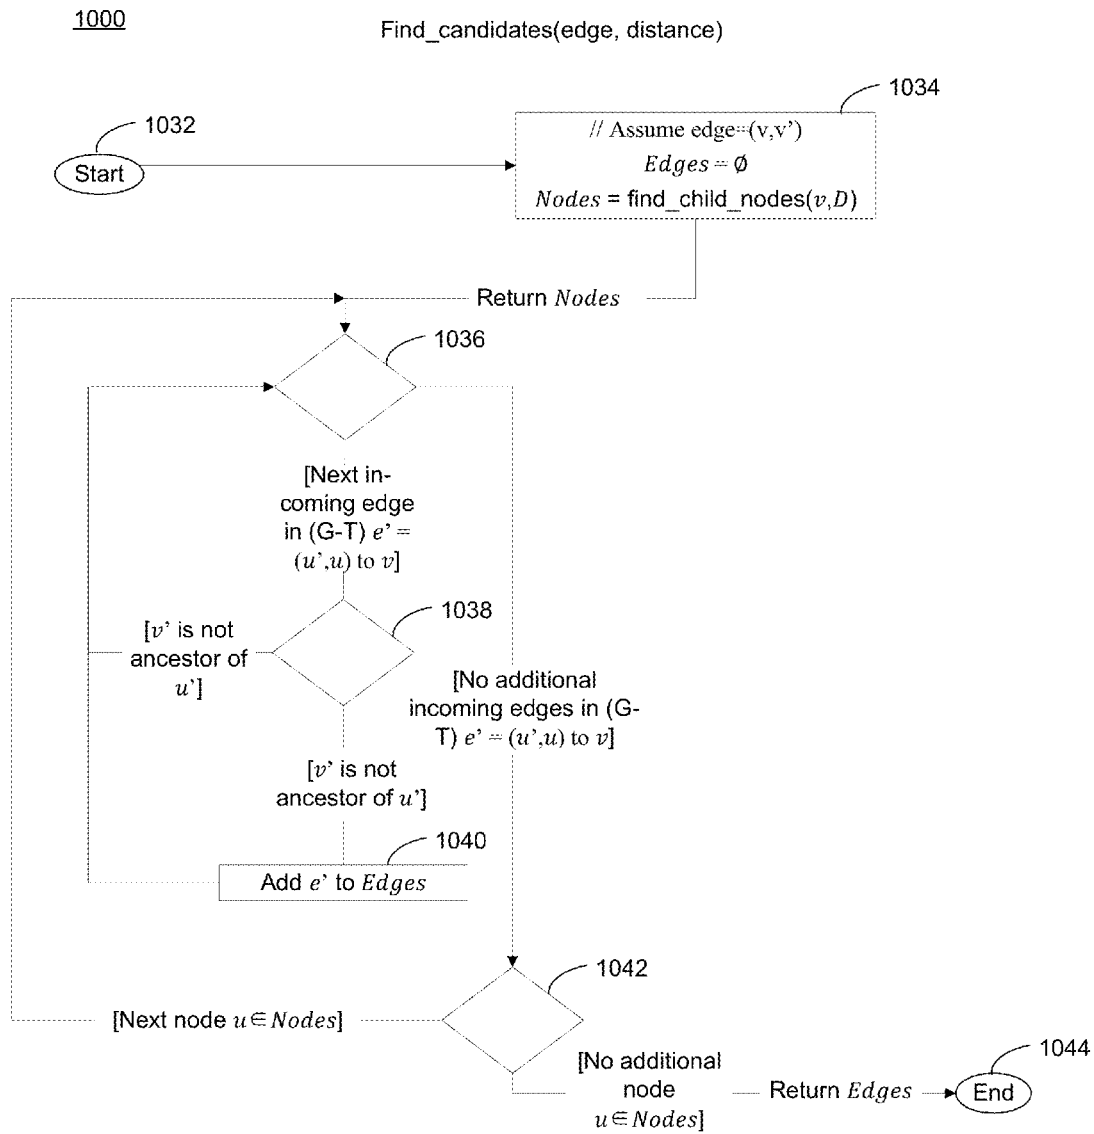 1000
Find_candidates(edge, distance)
1034
1032
Start
// Assume edge=(v,v’)
Edges = ∅
Nodes = find_child_nodes(v,D)
Return Nodes
1036
[Next in-
coming edge
in (G-T) e’ =
(u’,u) to v]
1038
[v’ is not
ancestor of
u’]
[No additional
incoming edges in (G-
T) e’ = (u’,u) to v]
[v’ is not
ancestor of u’]
1040
Add e’ to Edges
1042
[Next node u∈Nodes]
[No additional
node
u∈Nodes]
Return Edges
1044
End